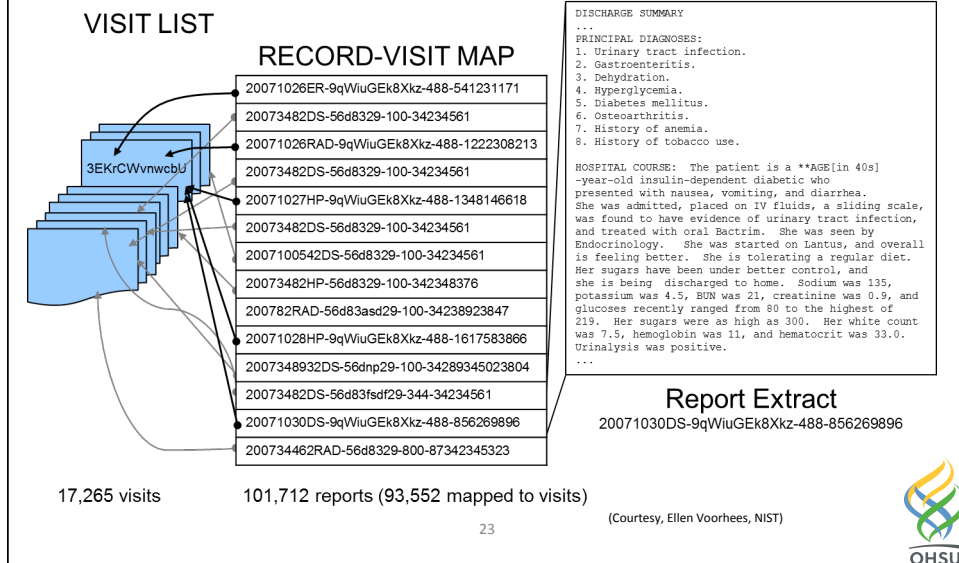 VISIT LIST
RECORD-VISIT MAP
3EKrCWvnwcbU
20071026ER-9qWiuGEk8Xkz-488-541231171
20073482DS-56d8329-100-34234561
20071026RAD-9qWiuGEk8Xkz-488-1222308213
20073482DS-56d8329-100-34234561
20071027HP-9qWiuGEk8Xkz-488-1348146618
20073482DS-56d8329-100-34234561
2007100542DS-56d8329-100-34234561
20073482HP-56d8329-100-342348376
200782RAD-56d83asd29-100-34238923847
20071028HP-9qWiuGEk8Xkz-488-1617583866
2007348932DS-56dnp29-100-34289345023804
20073482DS-56d83fsdf29-344-34234561
20071030DS-9qWiuGEk8Xkz-488-856269896
200734462RAD-56d8329-800-87342345323
DISCHARGE SUMMARY
...
PRINCIPAL DIAGNOSES:
1. Urinary tract infection.
2. Gastroenteritis.
3. Dehydration.
4. Hyperglycemia.
5. Diabetes mellitus.
6. Osteoarthritis.
7. History of anemia.
8. History of tobacco use.
HOSPITAL COURSE: The patient is a **AGE[in 40s]
-year-old insulin-dependent diabetic who
presented with nausea, vomiting, and diarrhea.
She was admitted, placed on IV fluids, a sliding scale,
was found to have evidence of urinary tract infection,
and treated with oral Bactrim. She was seen by
Endocrinology. She was started on Lantus, and overall
is feeling better. She is tolerating a regular diet.
Her sugars have been under better control, and
she is being discharged to home. Sodium was 135,
potassium was 4.5, BUN was 21, creatinine was 0.9, and
glucoses recently ranged from 80 to the highest of
219. Her sugars were as high as 300. Her white count
was 7.5, hemoglobin was 11, and hematocrit was 33.0.
Urinalysis was positive.
...
Report Extract
20071030DS-9qWiuGEk8Xkz-488-856269896
17,265 visits
101,712 reports (93,552 mapped to visits)
(Courtesy, Ellen Voorhees, NIST)
23
OHSU